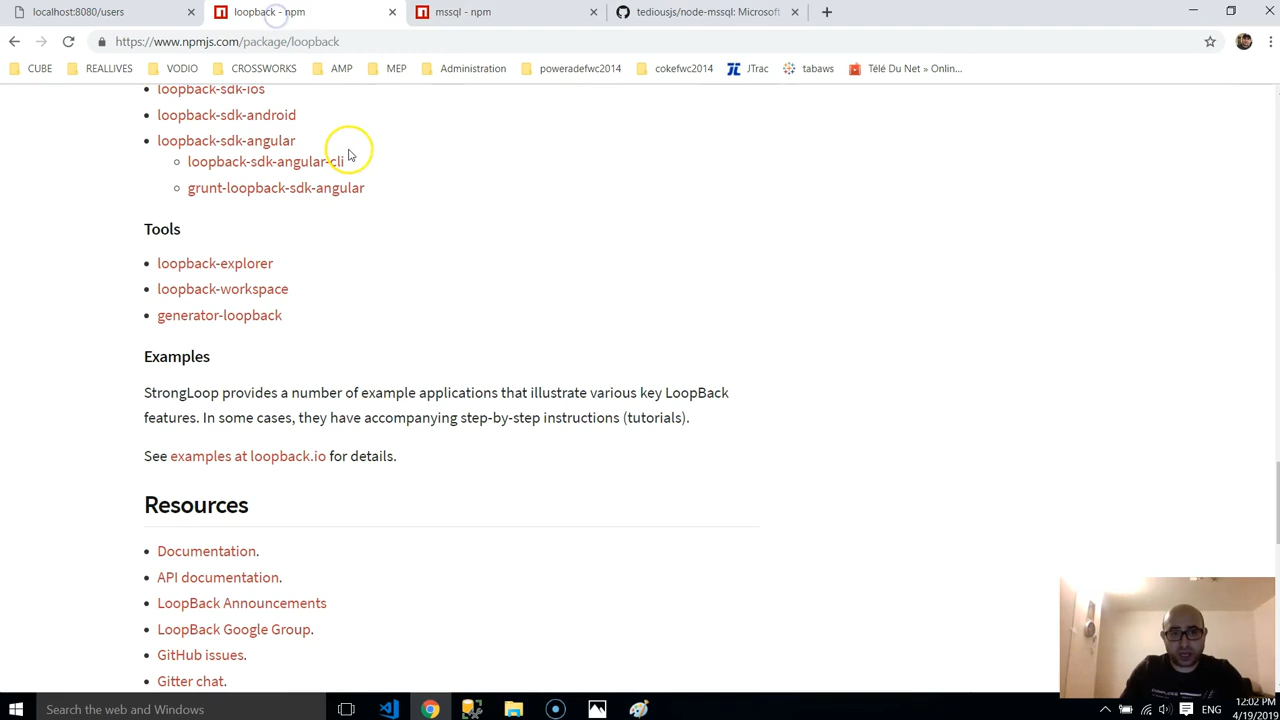 localhost:8080/users
loopback - npm
mssql - npm
tediousjs/node-mssql: Microsoft
https://www.npmjs.com/package/loopback
CUBE
REALLIVES
VODIO
CROSSWORKS
AMP
MEP
Administration
poweradefwc2014
cokefwc2014
JTrac
tabaws
Télé Du Net » Onlin...
loopback-sdk-ios
loopback-sdk-android
loopback-sdk-angular
loopback-sdk-angular-cli
grunt-loopback-sdk-angular
Tools
loopback-explorer
loopback-workspace
generator-loopback
Examples
StrongLoop provides a number of example applications that illustrate various key LoopBack
features. In some cases, they have accompanying step-by-step instructions (tutorials).
See examples at loopback.io for details.
Resources
Documentation.
API documentation.
LoopBack Announcements
LoopBack Google Group.
GitHub issues.
Gitter chat.
Search the web and Windows
ENG
12:02 PM
4/19/2019